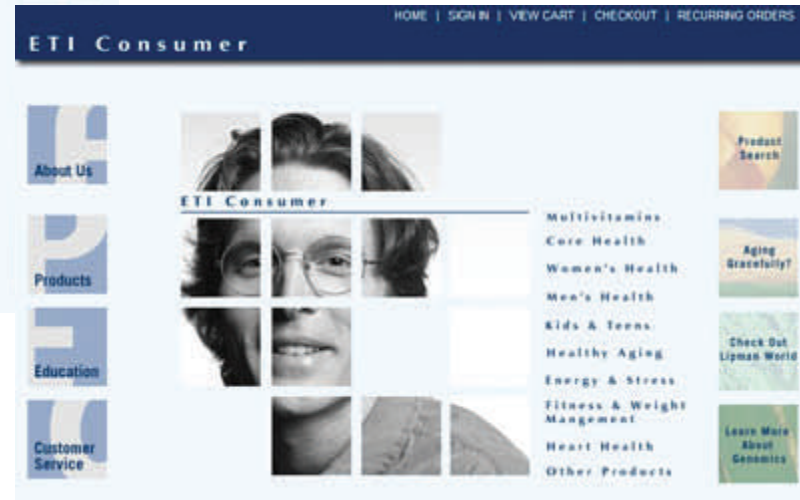 HOME | SIGN IN | VIEW CART | CHECKOUT | RECURRING ORDERS
ETI Consumer
About Us
Products
Education
Customer
Service
ETI Consumer
Multivitamins
Core Health
Women's Health
Men's Health
Kids & Teens
Healthy Aging
Energy & Stress
Fitness & Weight
Mangement
Heart Health
Other Products
Product
Search
Aging
Gracefully?
Check Out
Lipman World
Learn More
About
Genomics